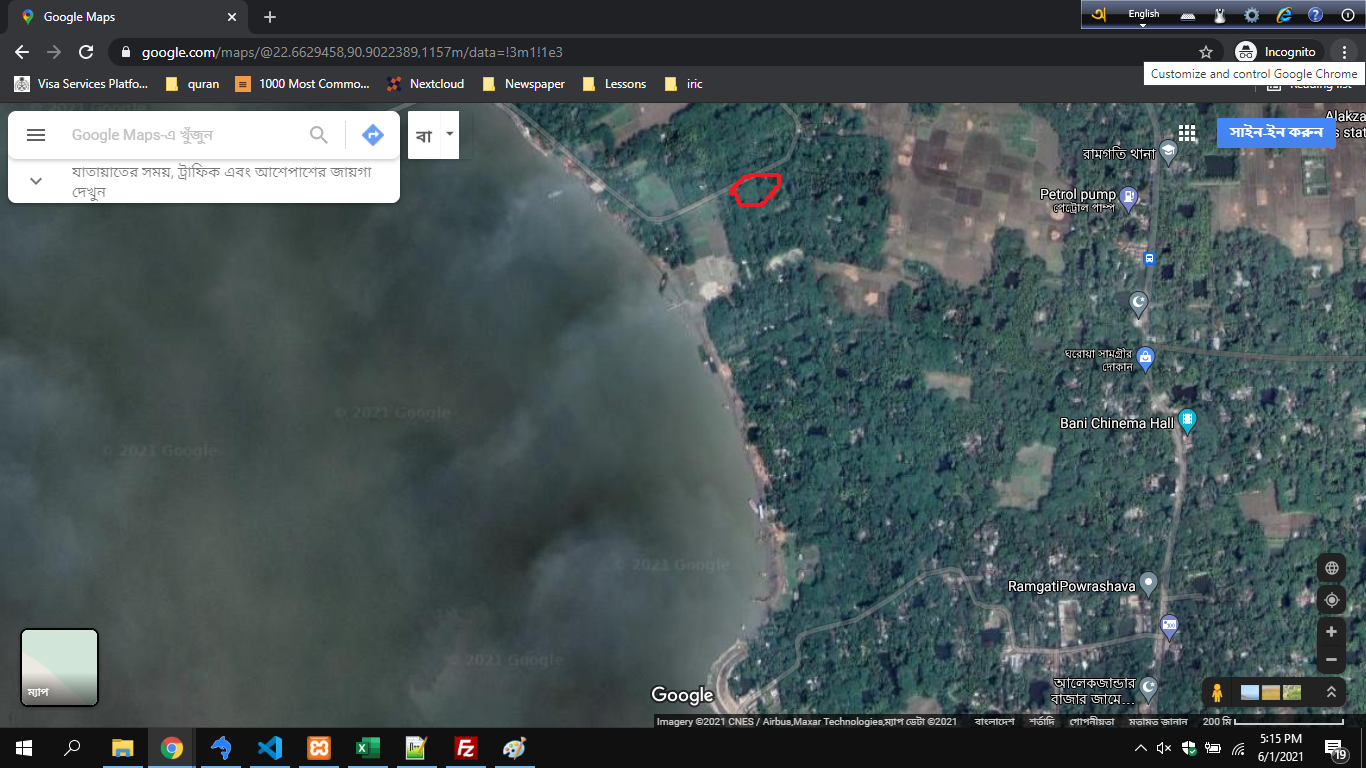 Google Maps
অ English
google.com/maps/@22.6629458,90.9022389,1157m/data=!3m1!1e3
Incognito
Customize and control Google Chrome
Visa Services Platfo...
quran
1000 Most Commo...
Nextcloud
Newspaper
Lessons
iric
Reading list
© 2021 Google
Google Maps-এ খুঁজুন
বা
সাইন-ইন করুন
যাতায়াতের সময়, ট্রাফিক এবং আশেপাশের জায়গা
দেখুন
Alakza
s stat
রামগতি থানা
Petrol pump
পেট্রোল পাম্প
ঘরোয়া সামগ্রীর
দোকান
© 2021 Google
Bani Chinema Hall
© 2021 Google
© 2021 Google
RamgatiPowrashava
© 2021 Google
আলেকজান্ডার
বাজার জামে...
ম্যাপ
Google
Imagery ©2021 CNES / Airbus,Maxar Technologies,ম্যাপ ডেটা ©2021 বাংলাদেশ শর্তাদি গোপনীয়তা মতামত জানান 200 মি
5:15 PM
6/1/2021
19